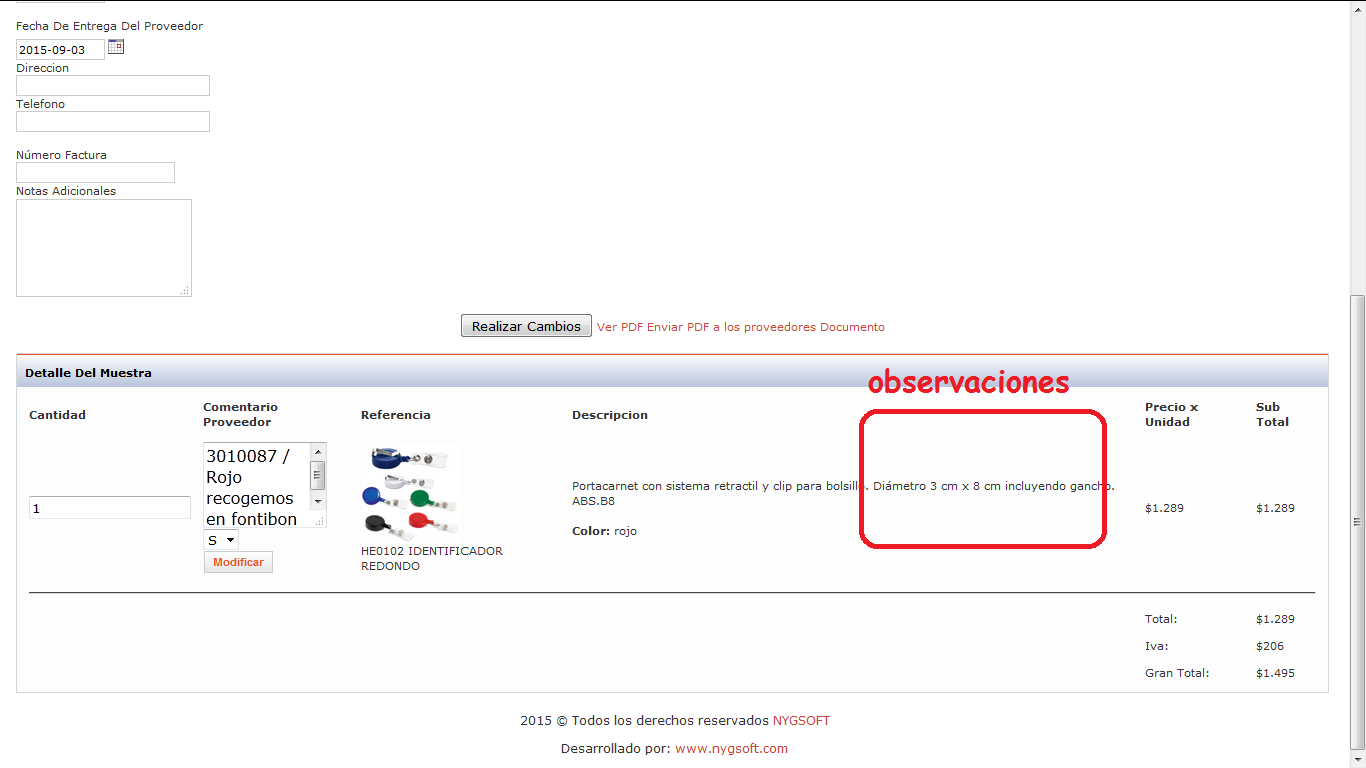 Fecha De Entrega Del Proveedor
2015-09-03
Direccion
Telefono
Número Factura
Notas Adicionales
Realizar Cambios Ver PDF Enviar PDF a los proveedores Documento
Detalle Del Muestra
observaciones
Cantidad
Comentario
Proveedor
Referencia
Descripcion
Precio x
Unidad
Sub
Total
1
3010087 /
Rojo
recogemos
en fontibon
S
Modificar
HE0102 IDENTIFICADOR
REDONDO
Portacarnet con sistema retractil y clip para bolsillo. Diámetro 3 cm x 8 cm incluyendo gancho.
ABS.B8
Color: rojo
$1.289
$1.289
Total: $1.289
Iva: $206
Gran Total: $1.495
2015 © Todos los derechos reservados NYGSOFT
Desarrollado por: www.nygsoft.com